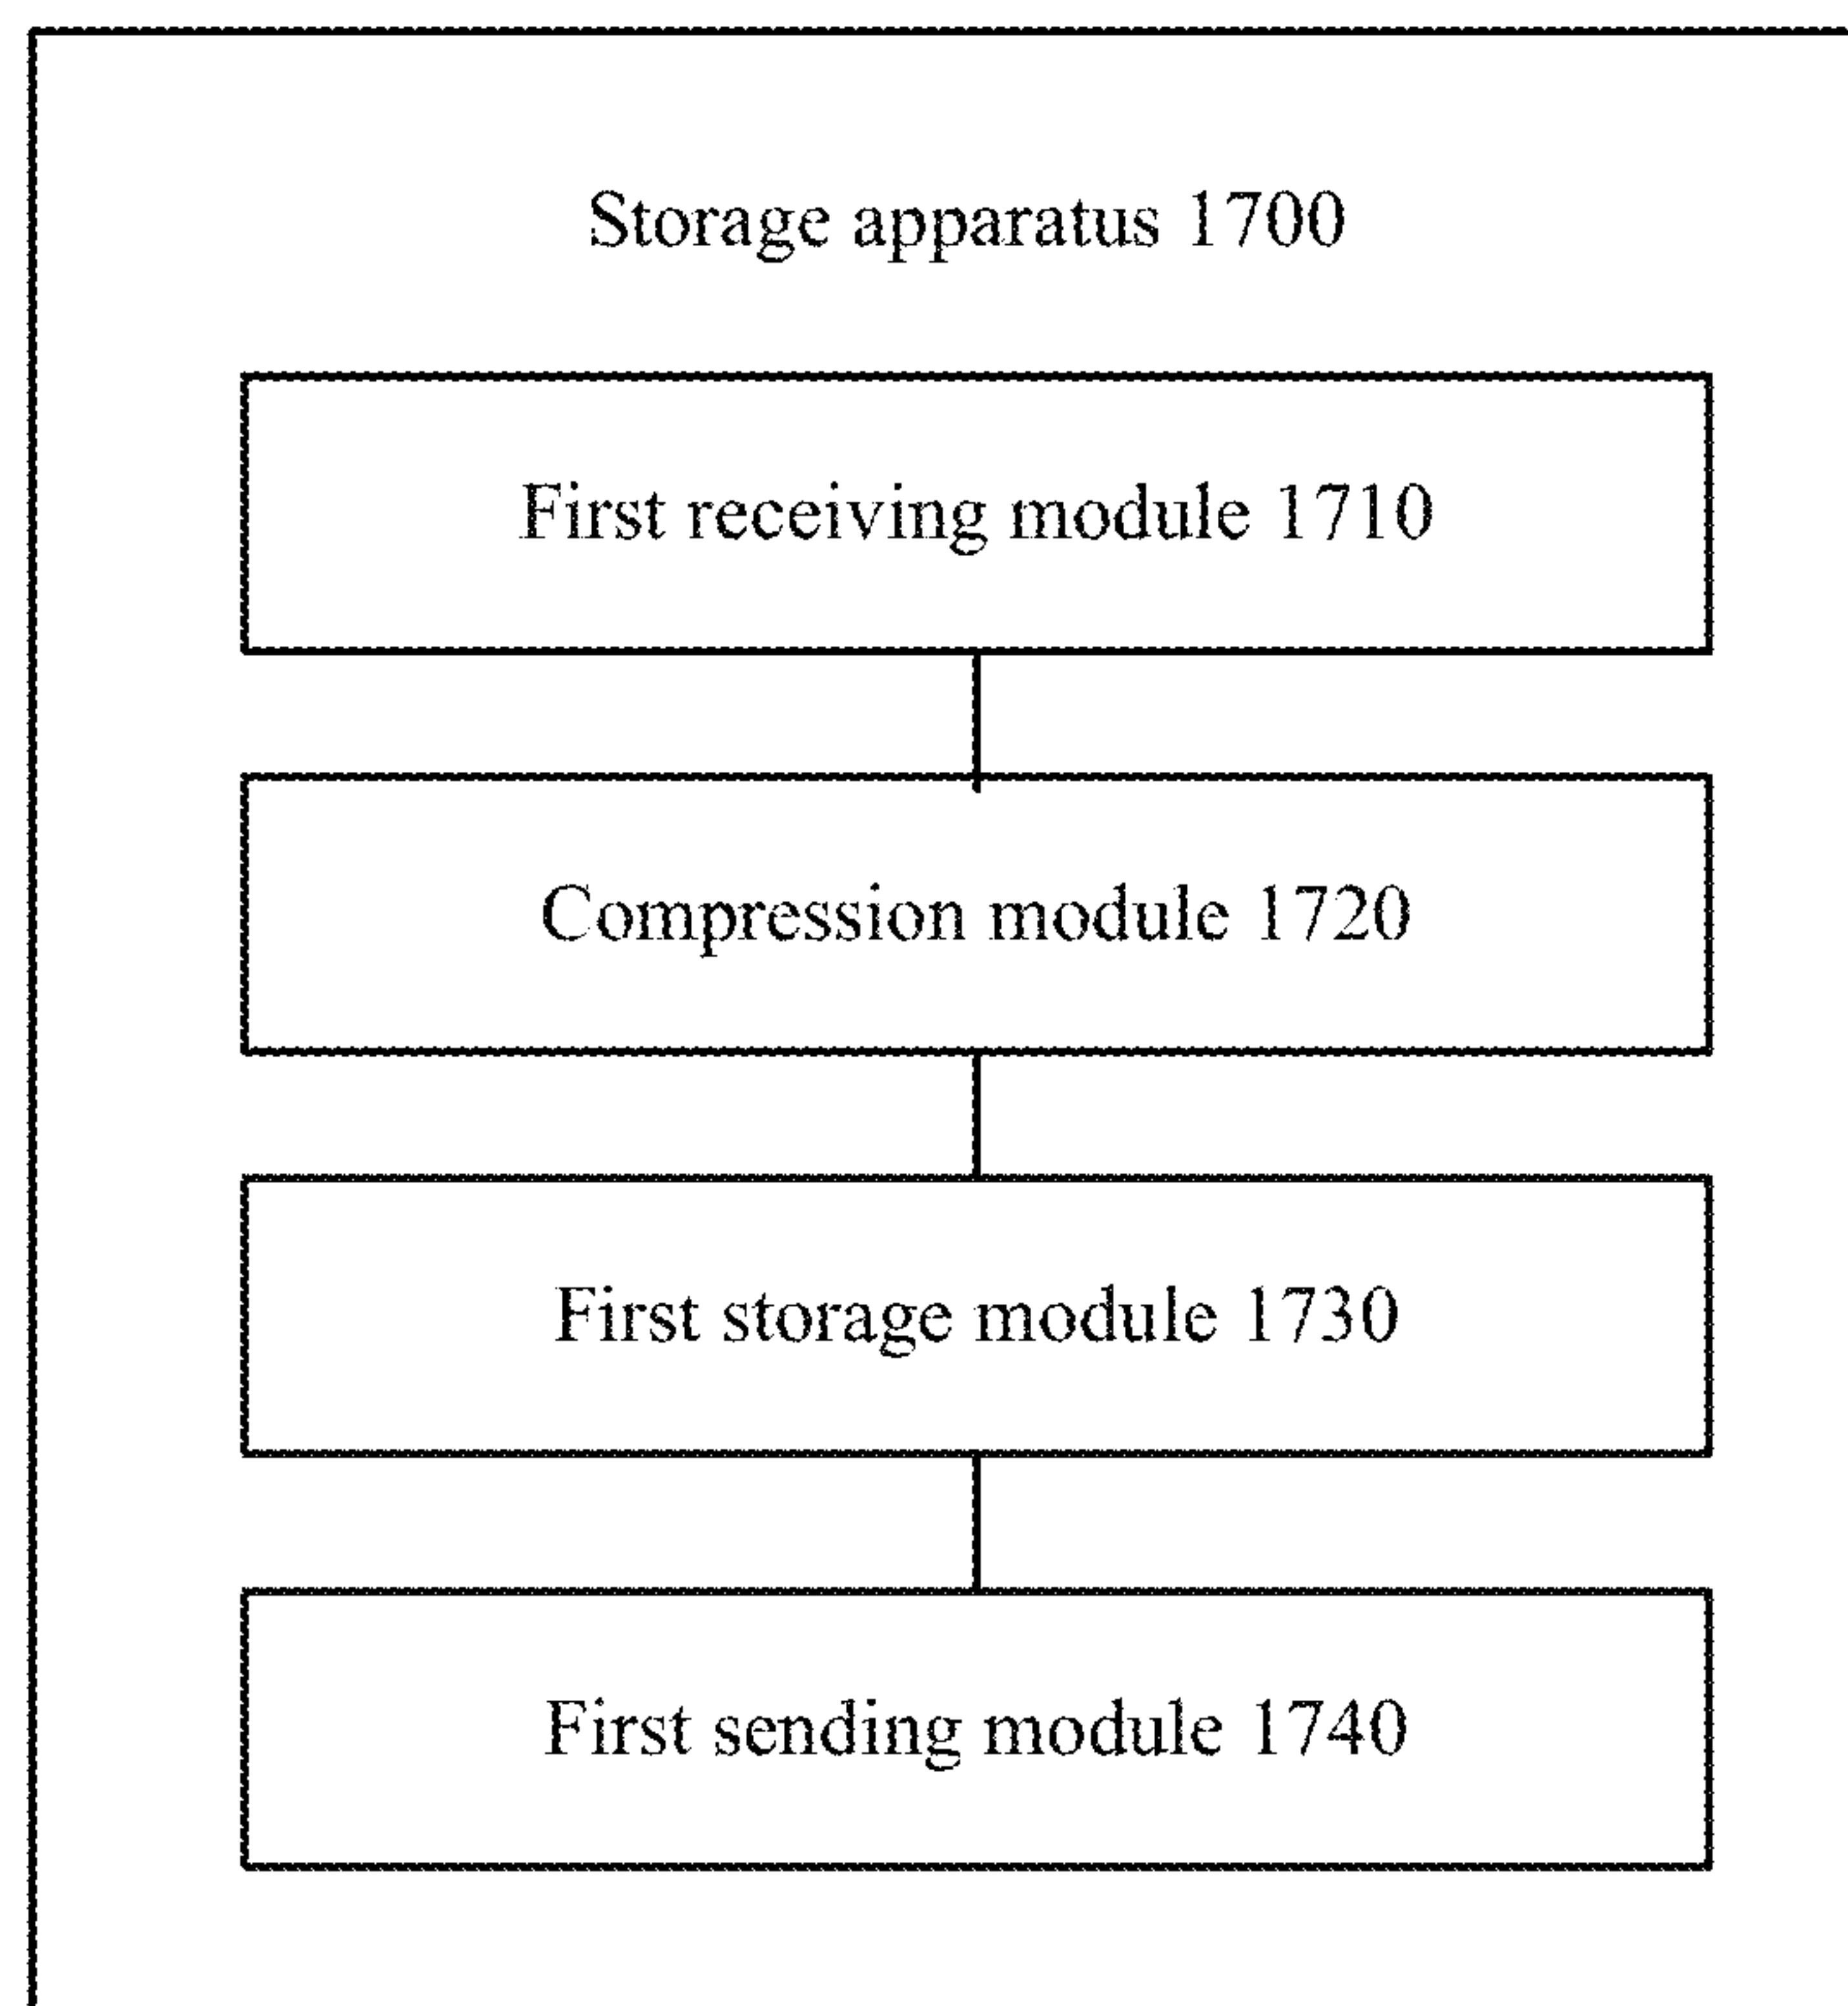 Storage apparatus 1700
First receiving module 1710
Compression module 1720
First storage module 1730
First sending module 1740